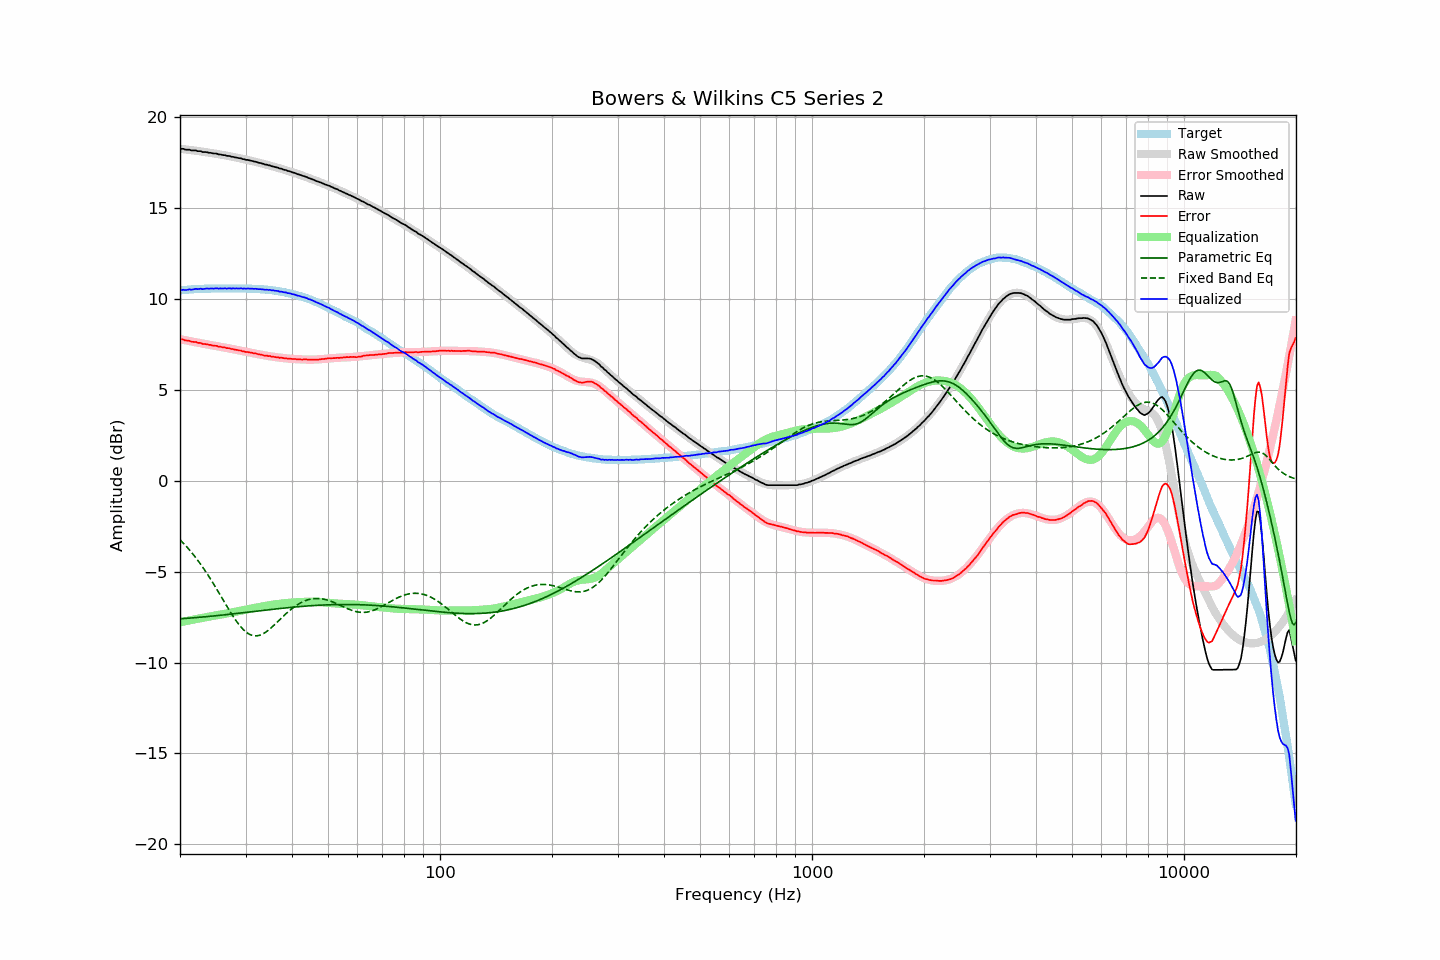 Bowers & Wilkins C5 Series 2
Amplitude (dBr)
20
15
10
5
0
−5
−10
−15
−20
Target
Raw Smoothed
Error Smoothed
Raw
Error
Equalization
Parametric Eq
Fixed Band Eq
Equalized
100
1000
10000
Frequency (Hz)